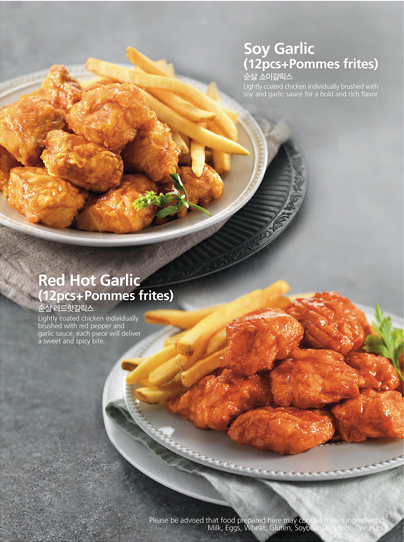 Soy Garlic
(12pcs+Pommes frites)
순살 소이갈릭스
Lightly coated chicken individually brushed with
soy and garlic sauce for a bold and rich flavor
Red Hot Garlic
(12pcs+Pommes frites)
순살 레드핫갈릭스
Lightly coated chicken individually
brushed with red pepper and
garlic sauce, each piece will deliver
a sweet and spicy bite.
Please be advised that food prepared here may contain these ingredients:
Milk, Eggs, Wheat, Gluten, Soybean,